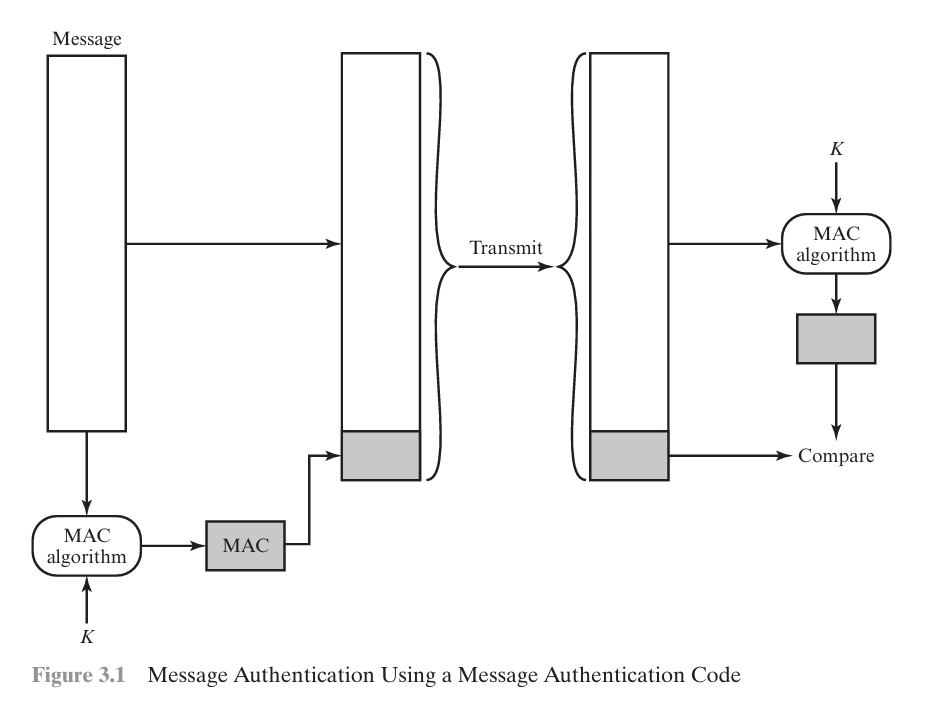 Message
K
MAC
algorithm
Transmit
Compare
MAC
algorithm
MAC
K
Figure 3.1 Message Authentication Using a Message Authentication Code